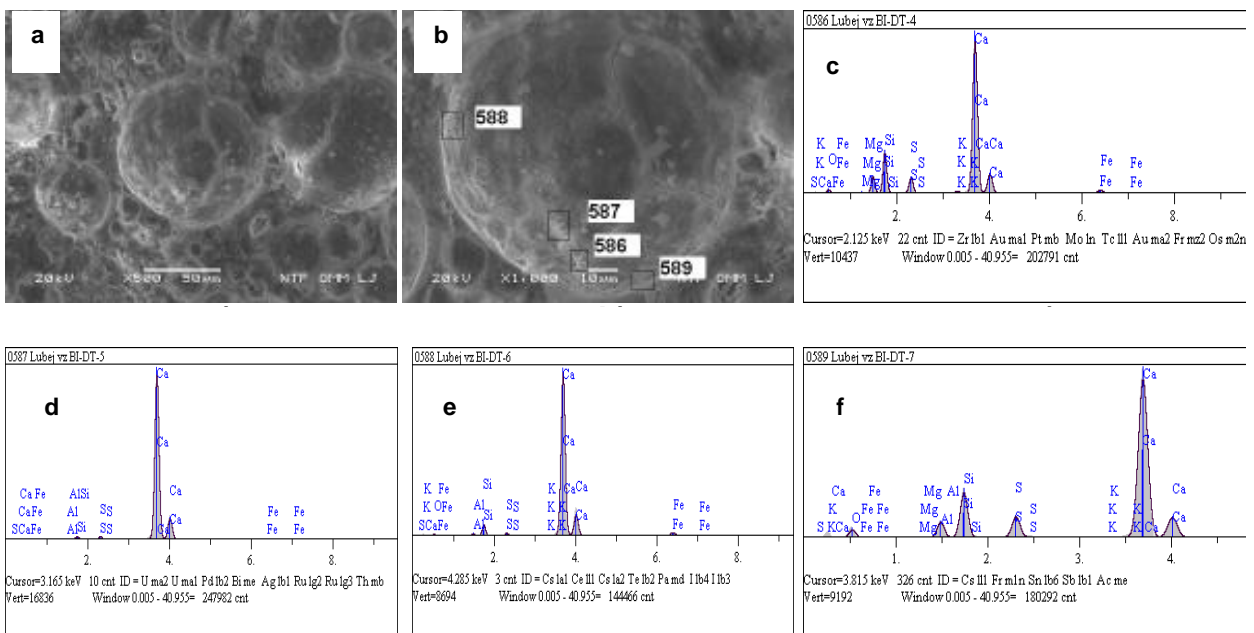 a
20kV X500 50µm NTF OMM LJ
b
588
587
586
589
20kV X1,000 10µm NTF OMM LJ
0586 Lubej vz BI-DT-4
c
Ca
Ca
K Fe Mg Si S K CaCa
K OFe Mg Si S K K Fe Fe
SCaFe Mg Si S S K K Ca Fe Fe
2. 4. 6. 8.
Cursor=2.125 keV 22 cnt ID = Zr lb1 Au ma1 Pt mb Mo ln Tc ll1 Au ma2 Fr mz2 Os m2n
Vert=10437 Window 0.005 - 40.955= 202791 cnt
0587 Lubej vz BI-DT-5
d
Ca
Ca
Ca Fe AlSi Ca
CaFe Al SS Ca Fe Fe
SCaFe AlSi SS Ca Fe Fe
2. 4. 6. 8.
Cursor=3.165 keV 10 cnt ID = U ma2 U ma1 Pd lb2 Bi me Ag lb1 Ru lg2 Ru lg3 Th mb
Vert=16836 Window 0.005 - 40.955= 247982 cnt
0588 Lubej vz BI-DT-6
e
Ca
Ca
K Fe Si K CaCa
K OFe Al SS K K Fe Fe
SCaFe Al Si SS K K Ca Fe Fe
2. 4. 6. 8.
Cursor=4.285 keV 3 cnt ID = Cs la1 Ce ll1 Cs la2 Te lb2 Pa md I lb4 I lb3
Vert=8694 Window 0.005 - 40.955= 144466 cnt
0589 Lubej vz BI-DT-7
f
Ca
Ca
Ca Fe Mg Al Si S K Ca
K O Fe Fe Mg Al Si S S K K Ca
S KCa Fe Fe Mg Al Si S S K K Ca Ca
2. 3. 4.
Cursor=3.815 keV 326 cnt ID = Cs ll1 Fr m1n Sn lb6 Sb lb1 Ac me
Vert=9192 Window 0.005 - 40.955= 180292 cnt